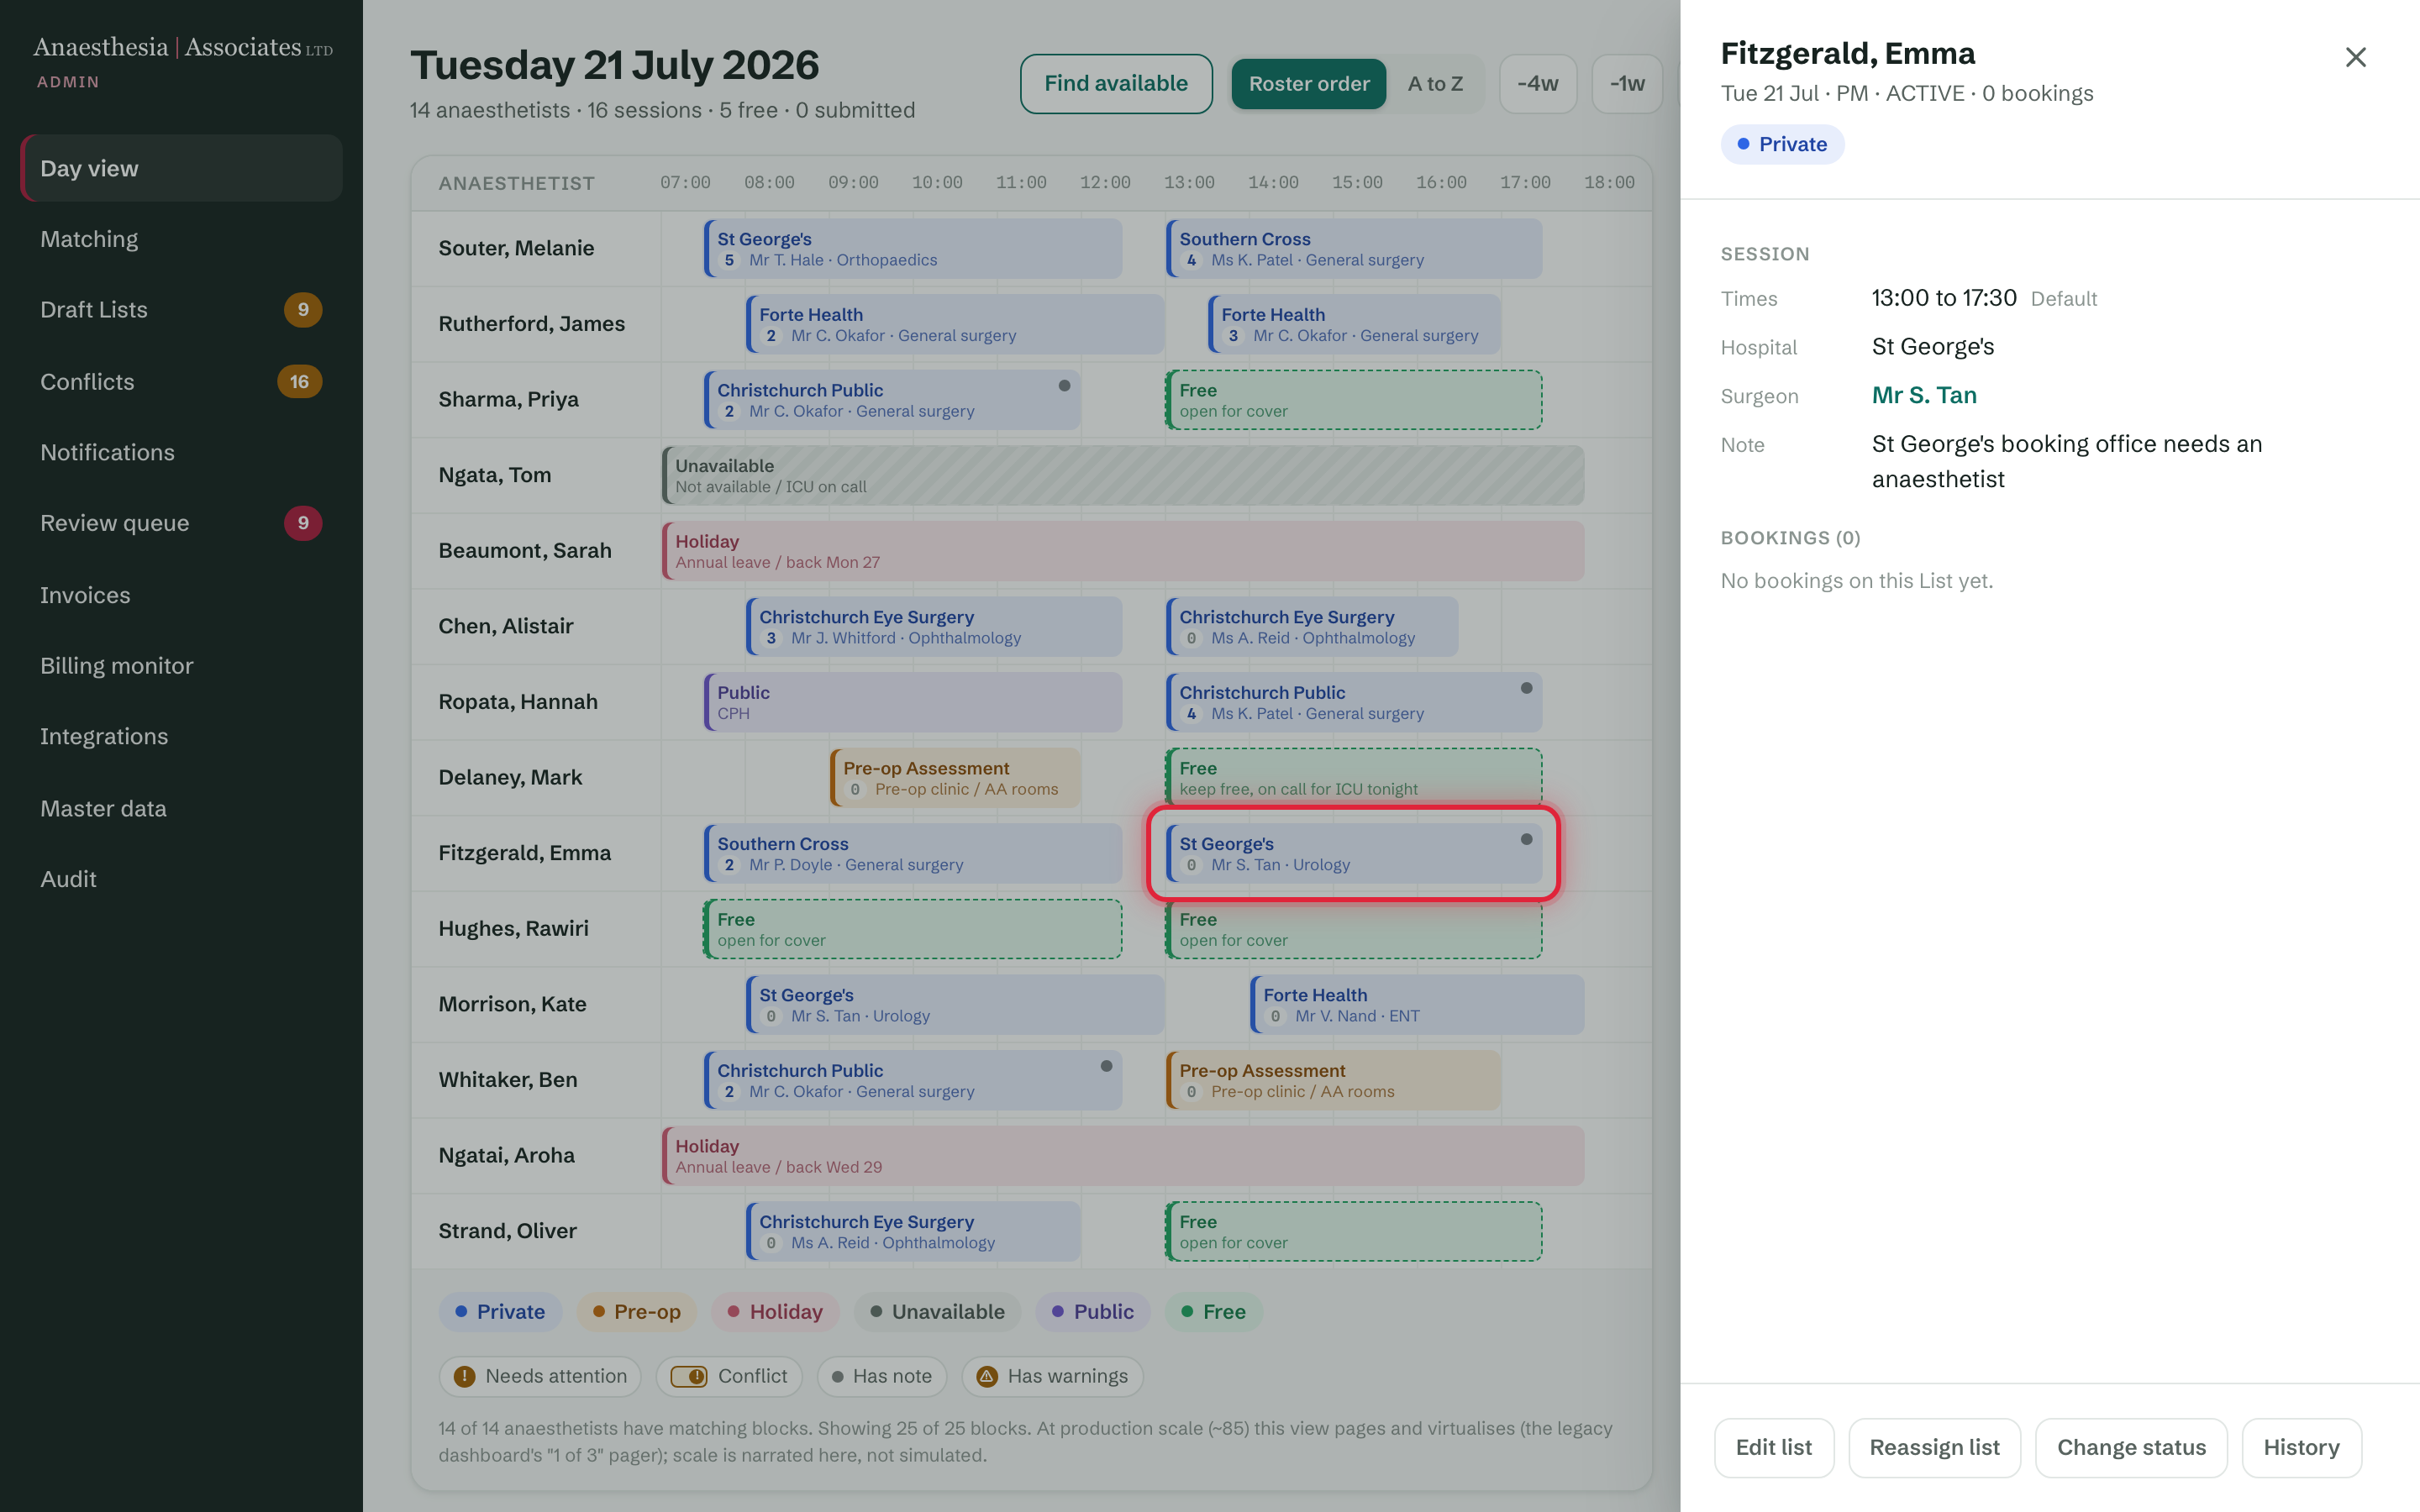 Anaesthesia | Associates LTD
ADMIN
Day view
Matching
Draft Lists 9
Conflicts 16
Notifications
Review queue 9
Invoices
Billing monitor
Integrations
Master data
Audit
Tuesday 21 July 2026
14 anaesthetists · 16 sessions · 5 free · 0 submitted
Find available
Roster order
A to Z
-4w
-1w
ANAESTHETIST 07:00 08:00 09:00 10:00 11:00 12:00 13:00 14:00 15:00 16:00 17:00 18:00
Souter, Melanie
St George's
5 Mr T. Hale · Orthopaedics
Southern Cross
4 Ms K. Patel · General surgery
Rutherford, James
Forte Health
2 Mr C. Okafor · General surgery
Forte Health
3 Mr C. Okafor · General surgery
Sharma, Priya
Christchurch Public
2 Mr C. Okafor · General surgery
Free
open for cover
Ngata, Tom
Unavailable
Not available / ICU on call
Beaumont, Sarah
Holiday
Annual leave / back Mon 27
Chen, Alistair
Christchurch Eye Surgery
3 Mr J. Whitford · Ophthalmology
Christchurch Eye Surgery
0 Ms A. Reid · Ophthalmology
Ropata, Hannah
Public
CPH
Christchurch Public
4 Ms K. Patel · General surgery
Delaney, Mark
Pre-op Assessment
0 Pre-op clinic / AA rooms
Free
keep free, on call for ICU tonight
Fitzgerald, Emma
Southern Cross
2 Mr P. Doyle · General surgery
St George's
0 Mr S. Tan · Urology
Hughes, Rawiri
Free
open for cover
Free
open for cover
Morrison, Kate
St George's
0 Mr S. Tan · Urology
Forte Health
0 Mr V. Nand · ENT
Whitaker, Ben
Christchurch Public
2 Mr C. Okafor · General surgery
Pre-op Assessment
0 Pre-op clinic / AA rooms
Ngatai, Aroha
Holiday
Annual leave / back Wed 29
Strand, Oliver
Christchurch Eye Surgery
0 Ms A. Reid · Ophthalmology
Free
open for cover
Private Pre-op Holiday Unavailable Public Free
Needs attention Conflict Has note Has warnings
14 of 14 anaesthetists have matching blocks. Showing 25 of 25 blocks. At production scale (~85) this view pages and virtualises (the legacy
dashboard's "1 of 3" pager); scale is narrated here, not simulated.
Fitzgerald, Emma
Tue 21 Jul · PM · ACTIVE · 0 bookings
Private
SESSION
Times 13:00 to 17:30 Default
Hospital St George's
Surgeon Mr S. Tan
Note St George's booking office needs an
anaesthetist
BOOKINGS (0)
No bookings on this List yet.
Edit list
Reassign list
Change status
History